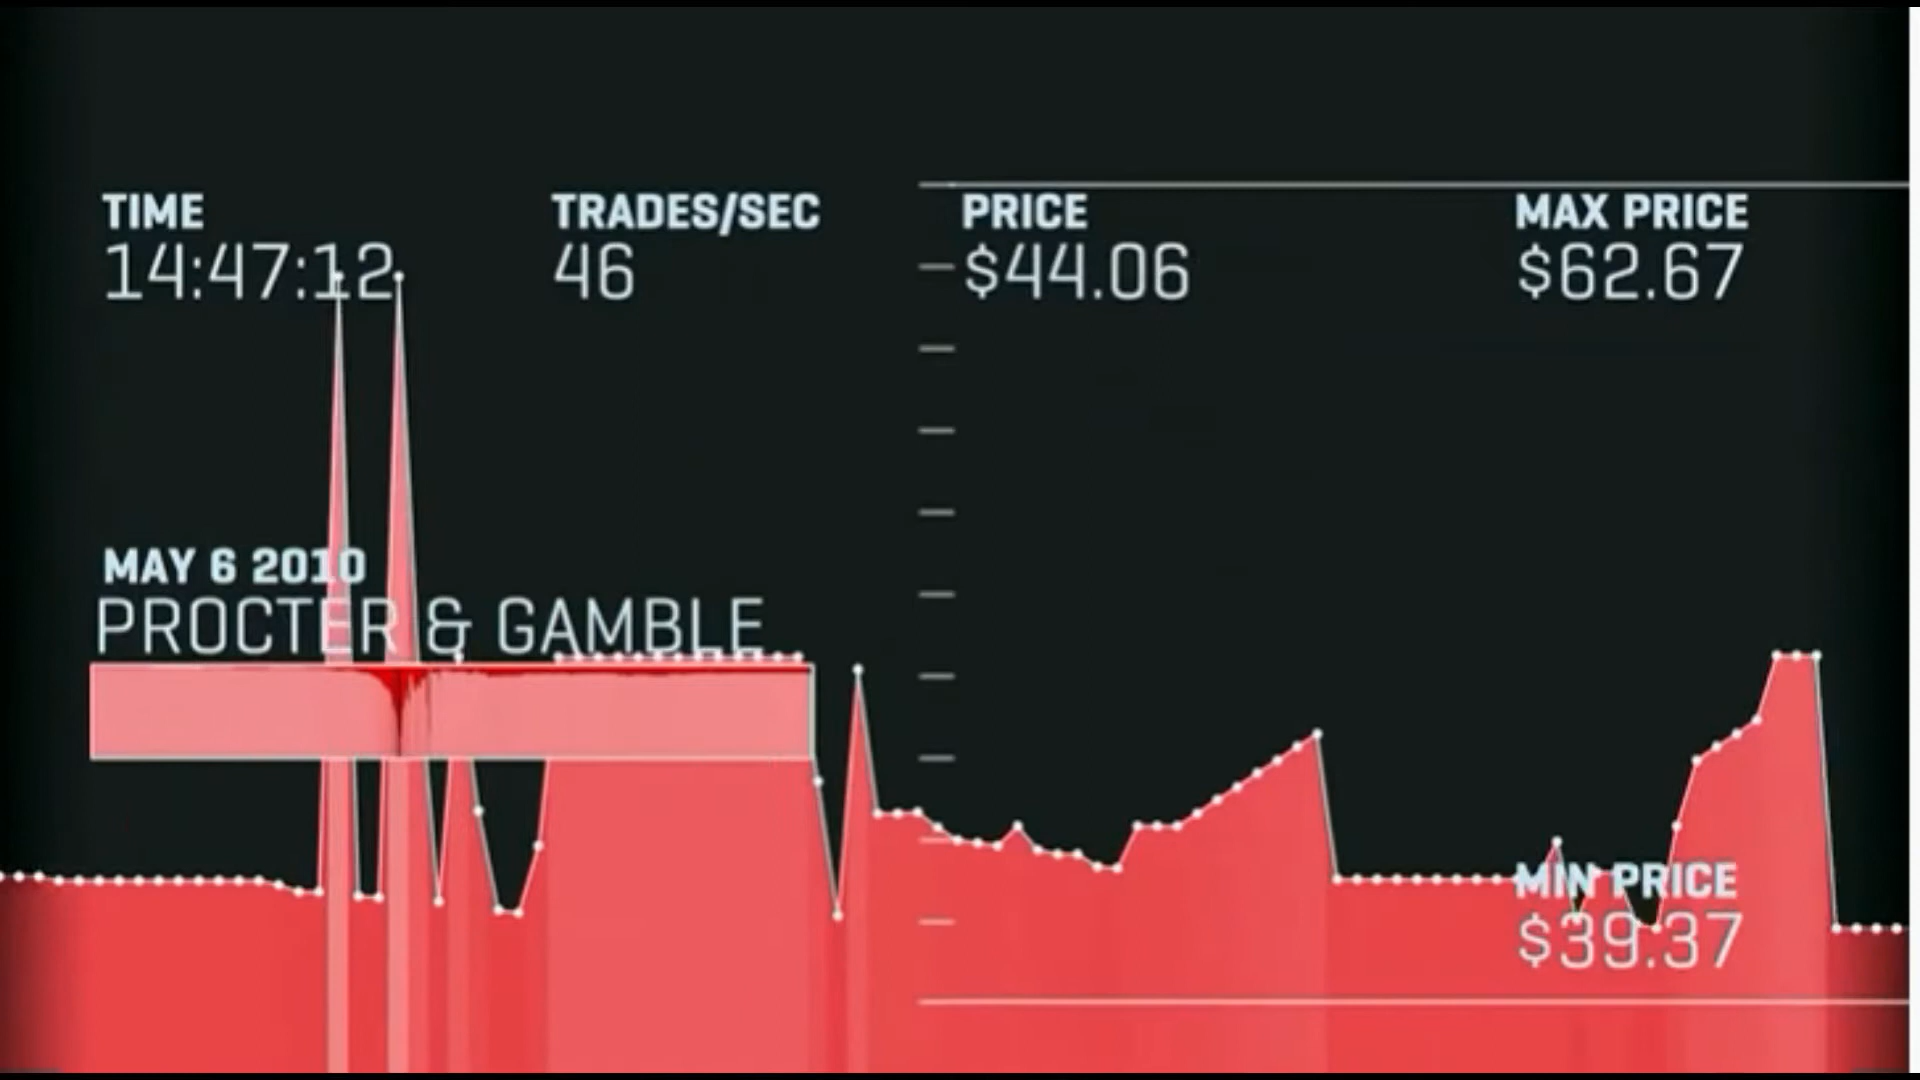 TIME
14:47:12
TRADES/SEC
46
PRICE
$44.06
MAX PRICE
$62.67
MAY 6 2010
PROCTER & GAMBLE
MIN PRICE
$39.37